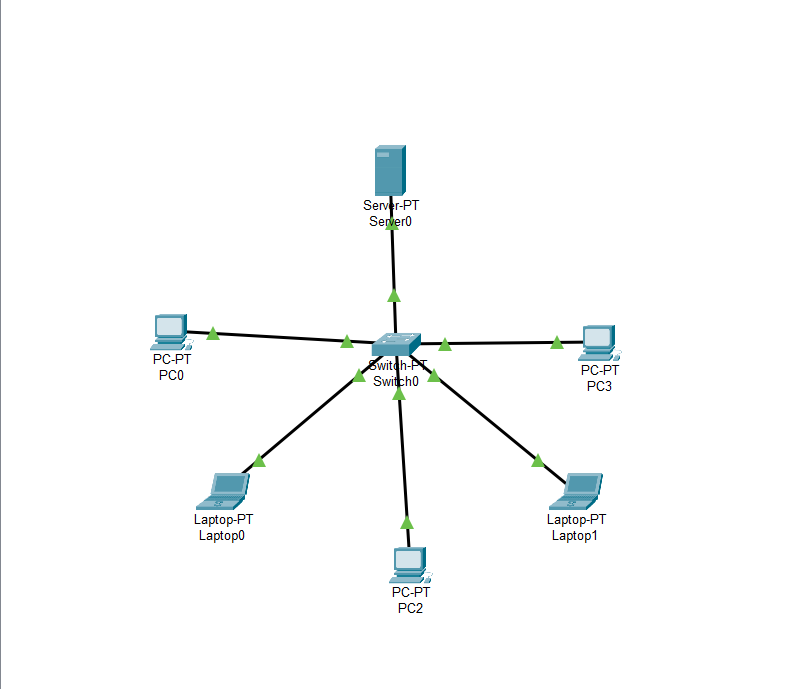 Server-PT
Server0
PC-PT
PC0
Switch-PT
Switch0
PC-PT
PC3
Laptop-PT
Laptop0
Laptop-PT
Laptop1
PC-PT
PC2